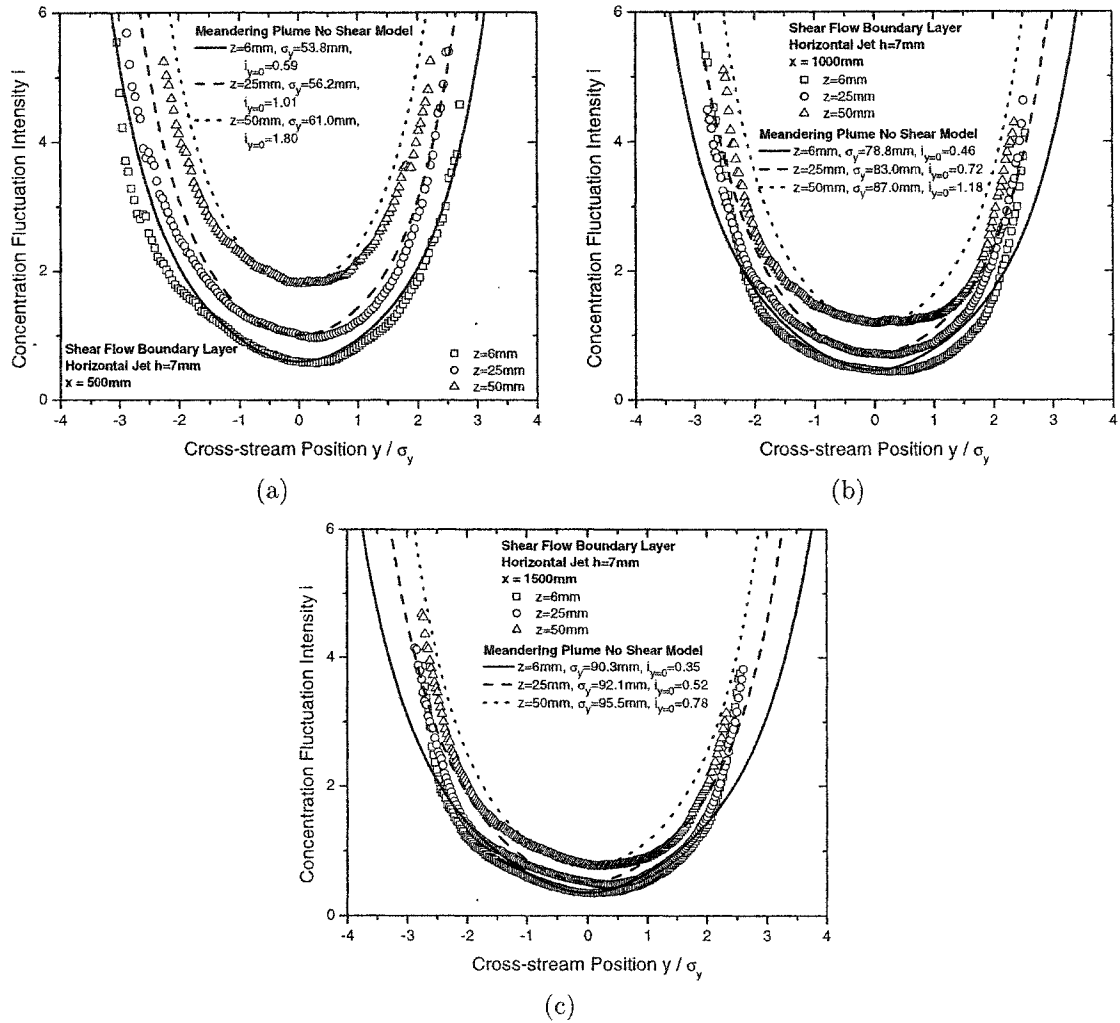 6
4
2
0
-4
-3
-2
-1
0
1
2
3
4
Concentration Fluctuation Intensity i
Cross-stream Position y / σy
Meandering Plume No Shear Model
z=6mm, σy=53.8mm,
iy=0=0.59
z=25mm, σy=56.2mm,
iy=0=1.01
z=50mm, σy=61.0mm,
iy=0=1.80
Shear Flow Boundary Layer
Horizontal Jet h=7mm
x = 500mm
z=6mm
z=25mm
z=50mm
(a)
6
4
2
0
-4
-3
-2
-1
0
1
2
3
4
Concentration Fluctuation Intensity i
Cross-stream Position y / σy
Shear Flow Boundary Layer
Horizontal Jet h=7mm
x = 1000mm
z=6mm
z=25mm
z=50mm
Meandering Plume No Shear Model
z=6mm, σy=78.8mm, iy=0=0.46
z=25mm, σy=83.0mm, iy=0=0.72
z=50mm, σy=87.0mm, iy=0=1.18
(b)
6
4
2
0
-4
-3
-2
-1
0
1
2
3
4
Concentration Fluctuation Intensity i
Cross-stream Position y / σy
Shear Flow Boundary Layer
Horizontal Jet h=7mm
x = 1500mm
z=6mm
z=25mm
z=50mm
Meandering Plume No Shear Model
z=6mm, σy=90.3mm, iy=0=0.35
z=25mm, σy=92.1mm, iy=0=0.52
z=50mm, σy=95.5mm, iy=0=0.78
(c)